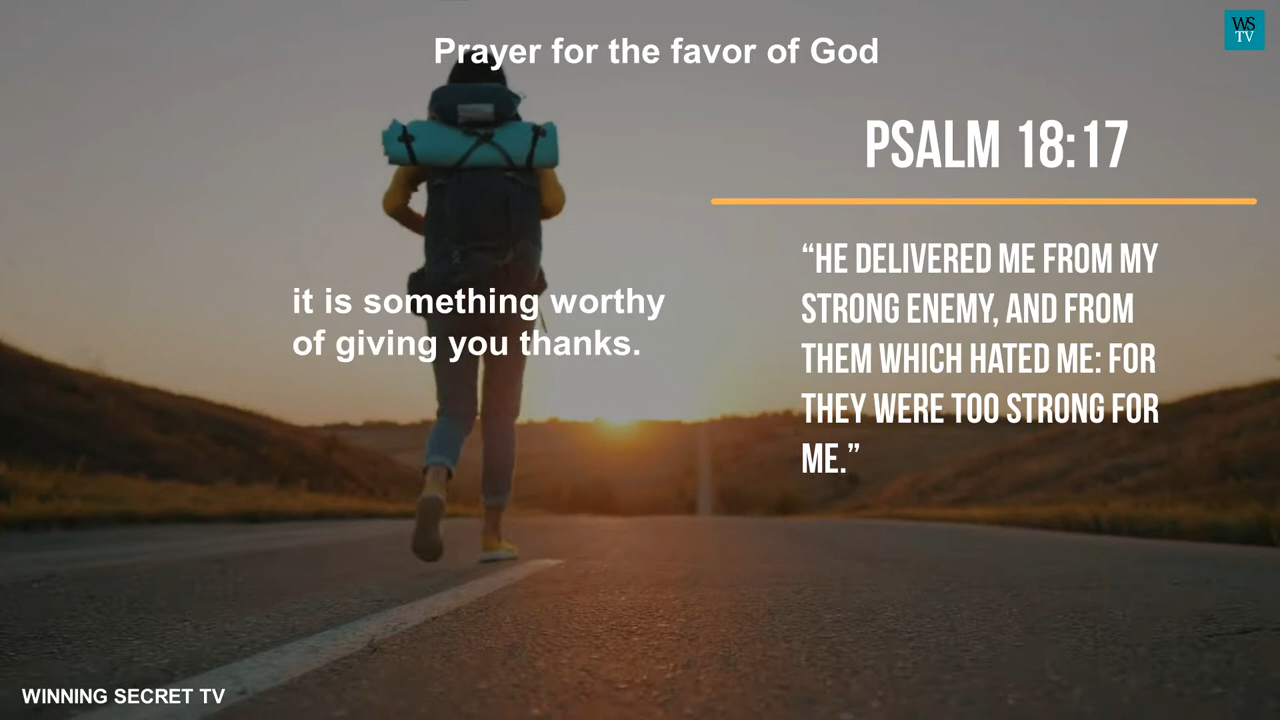 Prayer for the favor of God
WS
TV
PSALM 18:17
“HE DELIVERED ME FROM MY
STRONG ENEMY, AND FROM
THEM WHICH HATED ME: FOR
THEY WERE TOO STRONG FOR
ME.”
it is something worthy
of giving you thanks.
WINNING SECRET TV